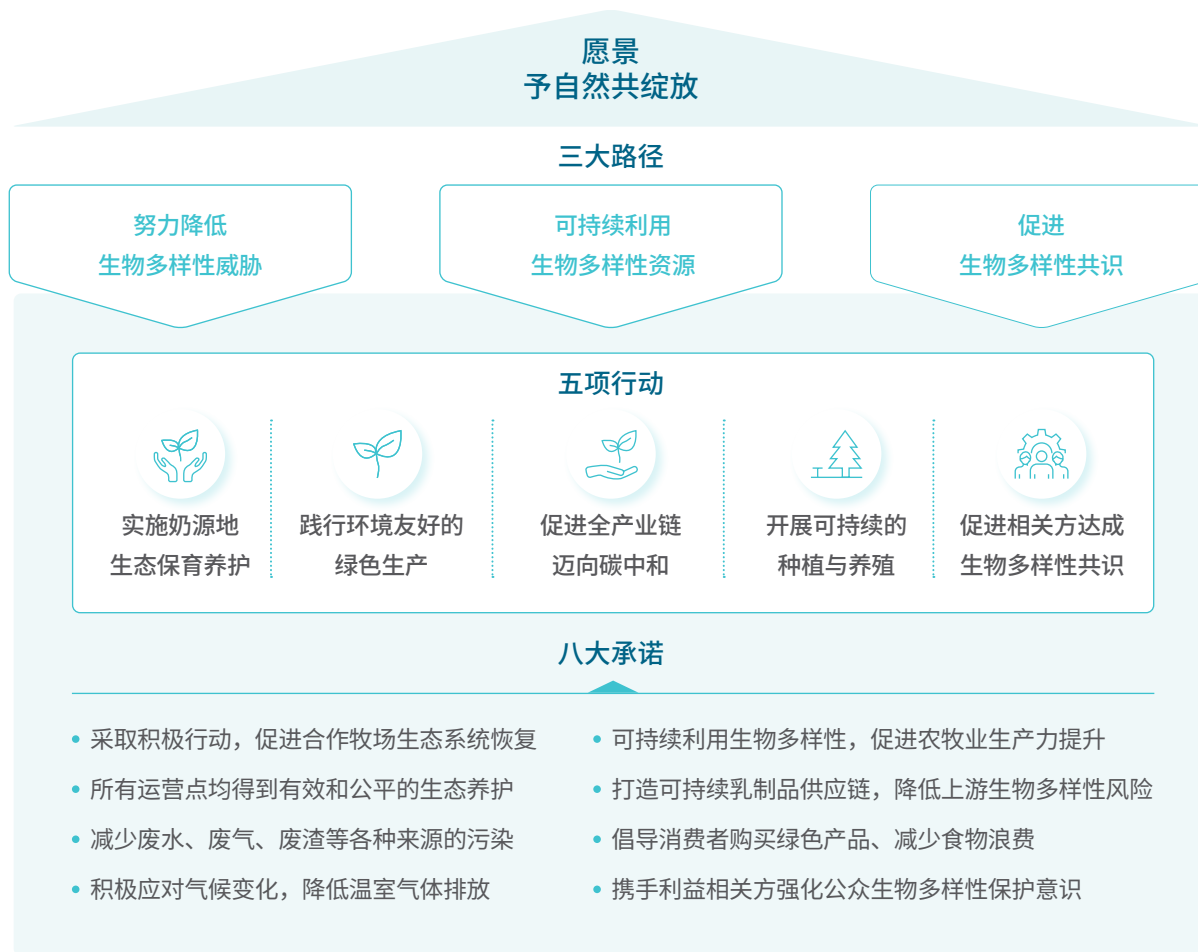 愿景
予自然共绽放
三大路径
努力降低
生物多样性威胁
可持续利用
生物多样性资源
促进
生物多样性共识
五项行动
实施奶源地
生态保育养护
践行环境友好的
绿色生产
促进全产业链
迈向碳中和
开展可持续的
种植与养殖
促进相关方达成
生物多样性共识
八大承诺
采取积极行动，促进合作牧场生态系统恢复
所有运营点均得到有效和公平的生态养护
减少废水、废气、废渣等各种来源的污染
积极应对气候变化，降低温室气体排放
可持续利用生物多样性，促进农牧业生产力提升
打造可持续乳制品供应链，降低上游生物多样性风险
倡导消费者购买绿色产品、减少食物浪费
携手利益相关方强化公众生物多样性保护意识